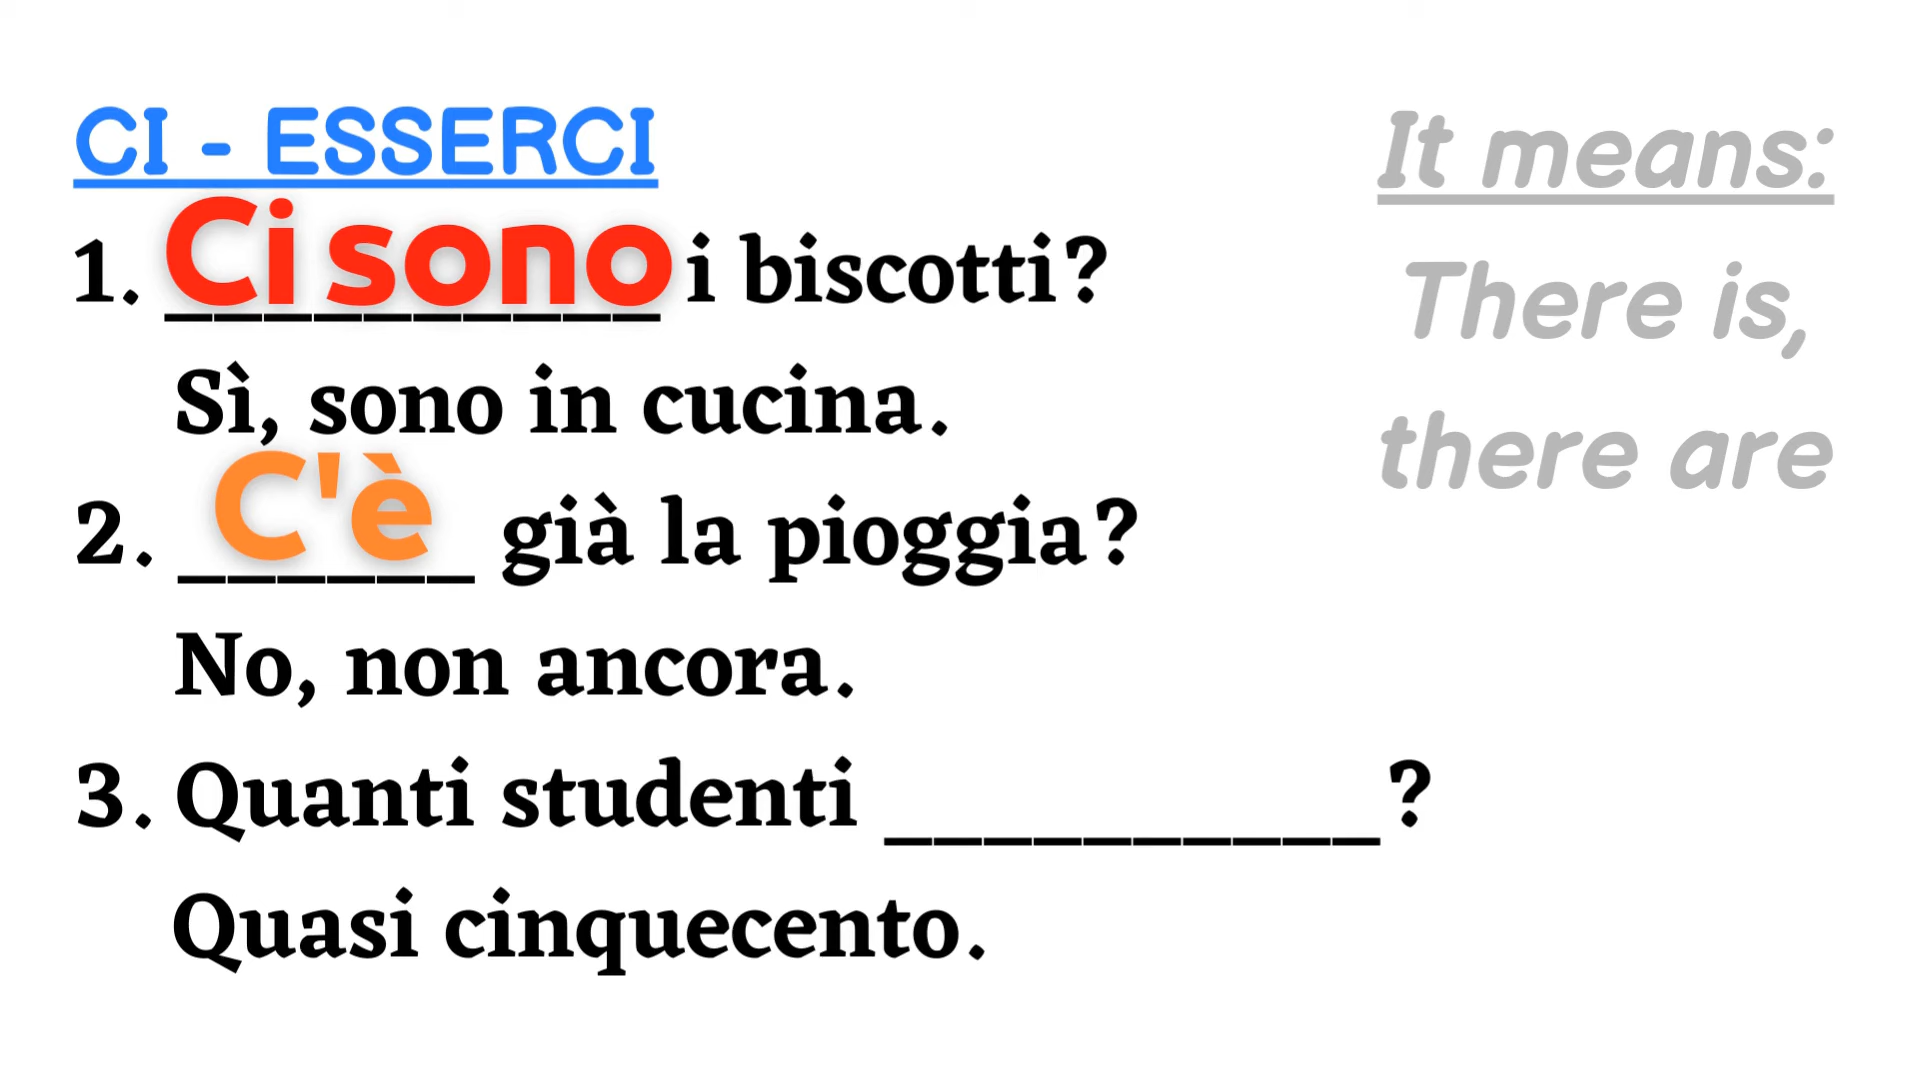 CI - ESSERCI
1. Ci sono i biscotti?
Sì, sono in cucina.
2. C'è già la pioggia?
No, non ancora.
3. Quanti studenti __________?
Quasi cinquecento.
It means:
There is,
there are